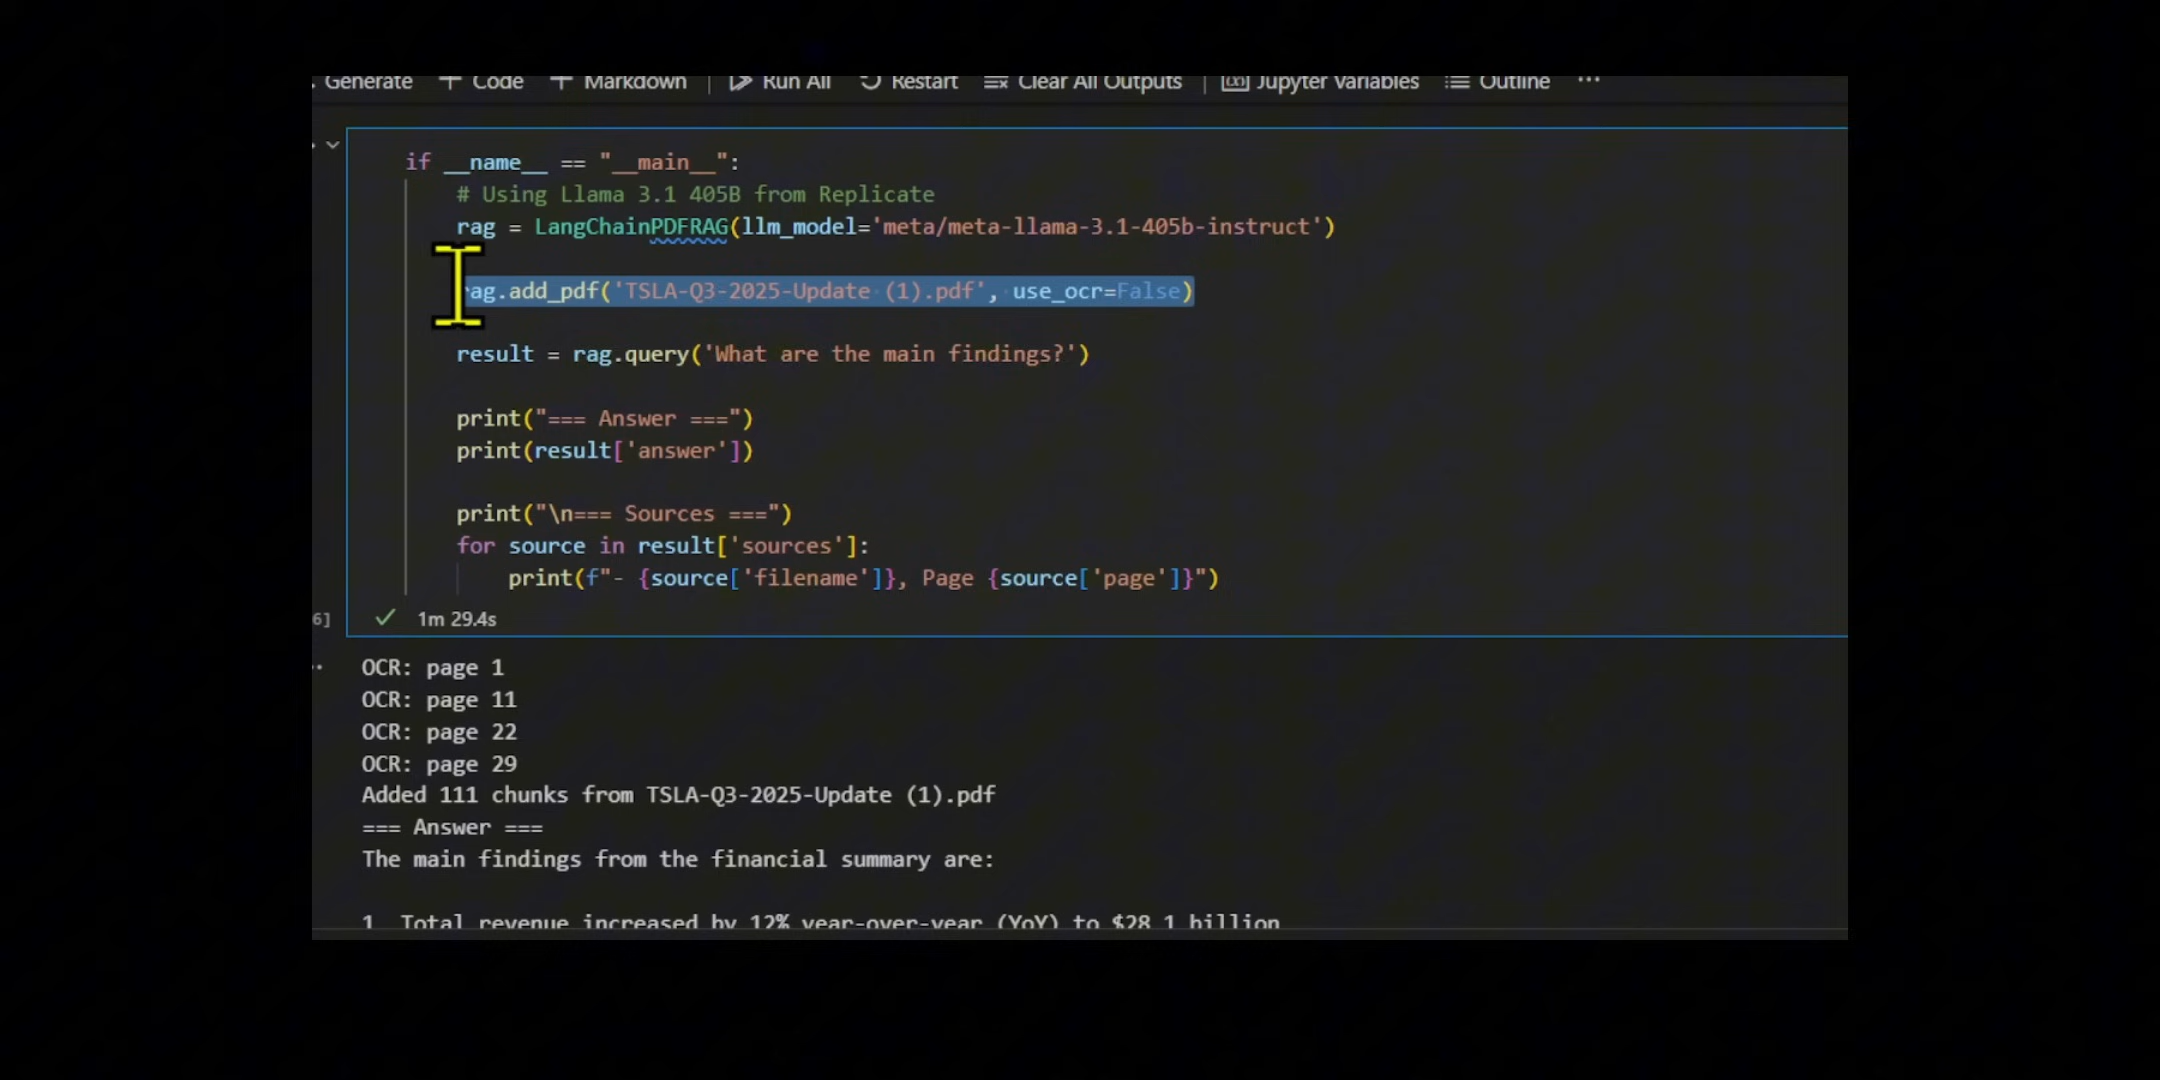 Generate + Code + Markdown | Run All Restart Clear All Outputs | Jupyter Variables Outline ...
if __name__ == "__main__":
# Using Llama 3.1 405B from Replicate
rag = LangChainPDFRAG(llm_model='meta/meta-llama-3.1-405b-instruct')
rag.add_pdf('TSLA-Q3-2025-Update (1).pdf', use_ocr=False)
result = rag.query('What are the main findings?')
print("=== Answer ===")
print(result['answer'])
print("\n=== Sources ===")
for source in result['sources']:
print(f"- {source['filename']}, Page {source['page']}")
6] 1m 29.4s
OCR: page 1
OCR: page 11
OCR: page 22
OCR: page 29
Added 111 chunks from TSLA-Q3-2025-Update (1).pdf
=== Answer ===
The main findings from the financial summary are:
1. Total revenue increased by 12% year-over-year (YoY) to $28.1 billion